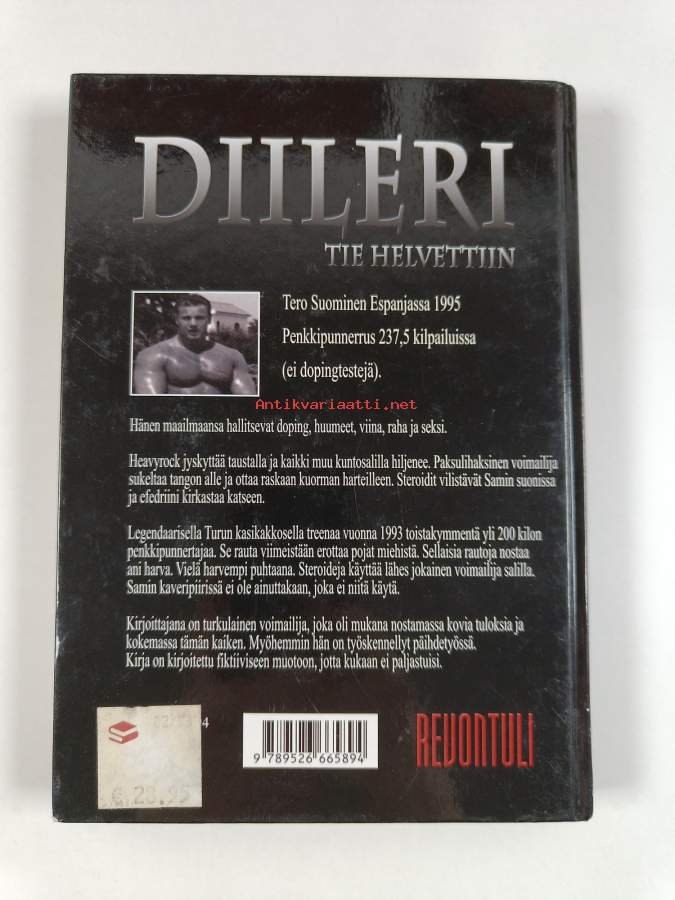 DIILERI
TIE HELVETTIIN
Tero Suominen Espanjassa 1995
Penkkipunnerrus 237,5 kilpailuissa
(ei dopingtestejä).
Antikvariaatti.net
Hänen maailmaansa hallitsevat doping, huumeet, viina, raha ja seksi.
Heavyrock jyskyttää taustalla ja kaikki muu kuntosalilla hiljenee. Paksulihaksinen voimailija
sukeltaa tangon alle ja ottaa raskaan kuorman harteilleen. Steroidit vilistävät Samin suonissa
ja efedriini kirkastaa katseen.
Legendaarisella Turun kasikakkosella treenaa vuonna 1993 toistakymmentä yli 200 kilon
penkkipunnertajaa. Se rauta viimeistään erottaa pojat miehistä. Sellaisia rautoja nostaa
ani harva. Vielä harvempi puhtaana. Steroideja käyttää lähes jokainen voimailija salilla.
Samin kaveripiirissä ei ole ainuttakaan, joka ei niitä käytä.
Kirjoittajana on turkulainen voimailija, joka oli mukana nostamassa kovia tuloksia ja
kokemassa tämän kaiken. Myöhemmin hän on työskennellyt päihdetyössä.
Kirja on kirjoitettu fiktiiviseen muotoon, jotta kukaan ei paljastuisi.
9 789526 665894
REVONTULI
€ 28.95